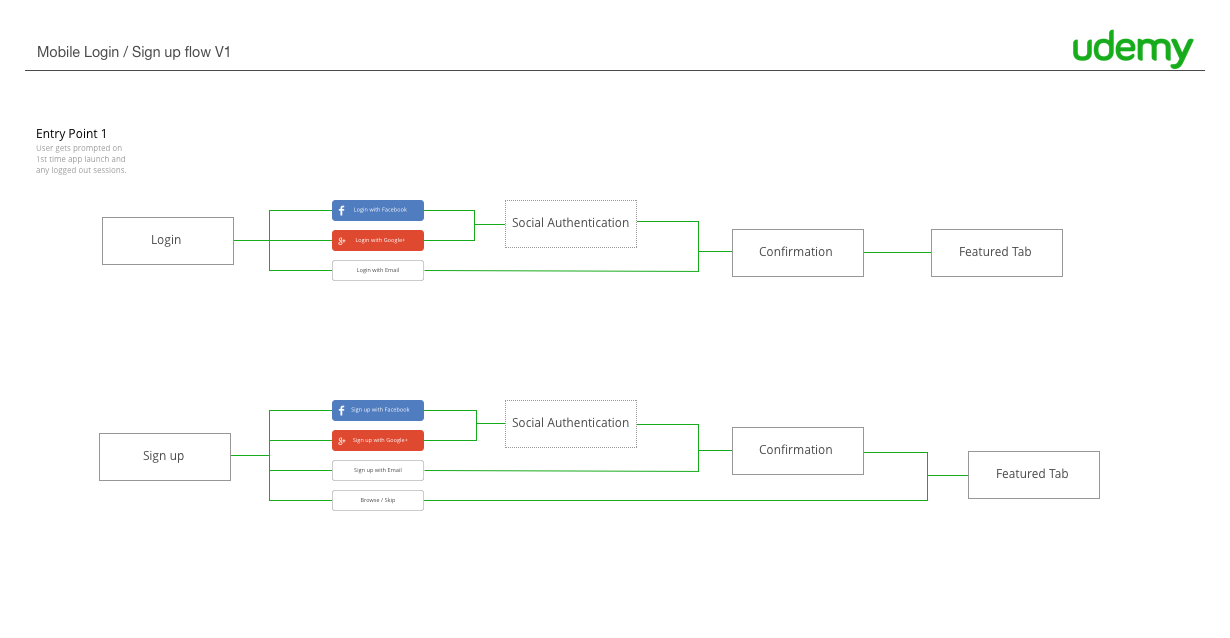 Mobile Login / Sign up flow V1
udemy
Entry Point 1
User gets prompted on
1st time app launch and
any logged out sessions.
Login
Login with Facebook
Login with Google+
Login with Email
Social Authentication
Confirmation
Featured Tab
Sign up
Sign up with Facebook
Sign up with Google+
Sign up with Email
Browse / Skip
Social Authentication
Confirmation
Featured Tab